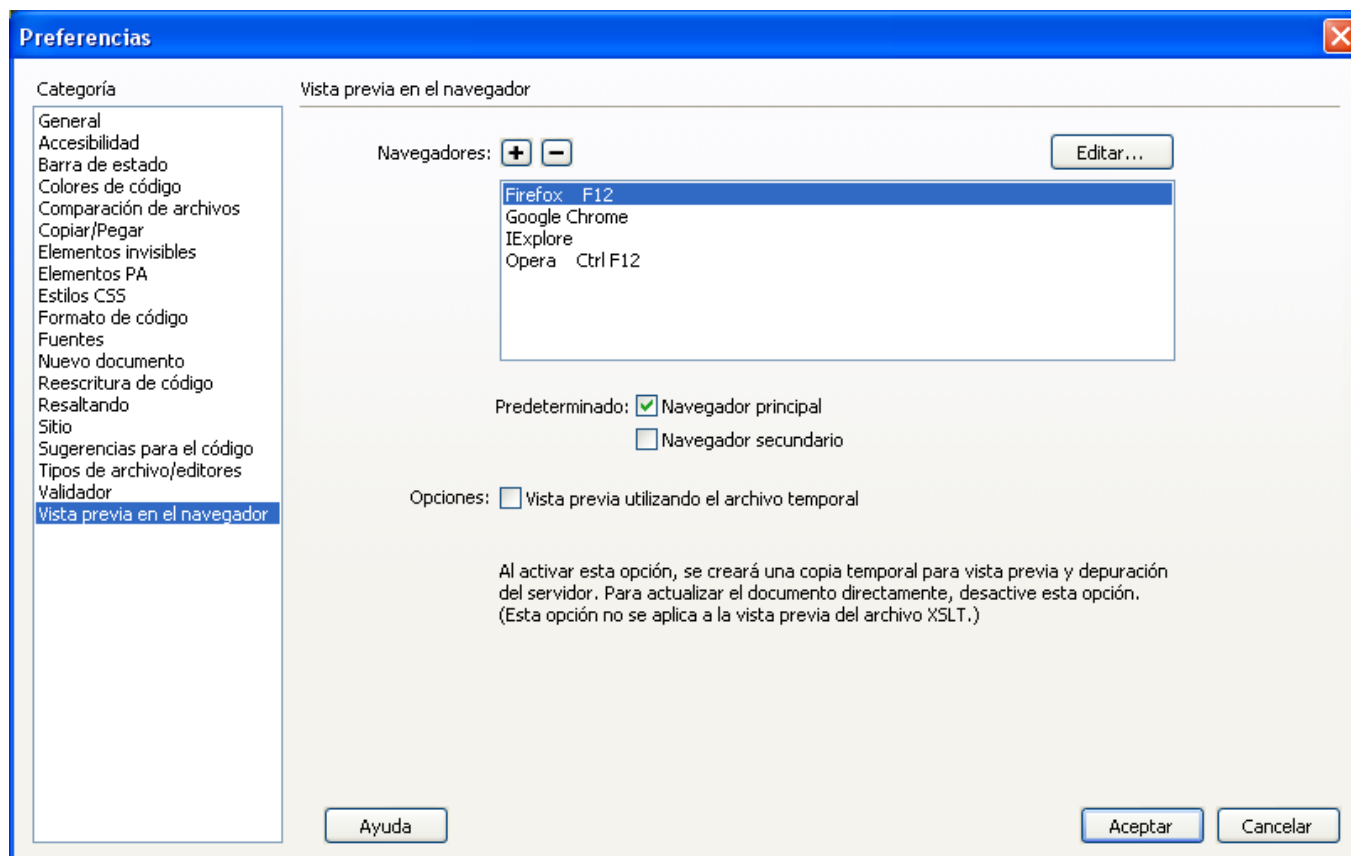 Preferencias
Categoría
General
Accesibilidad
Barra de estado
Colores de código
Comparación de archivos
Copiar/Pegar
Elementos invisibles
Elementos PA
Estilos CSS
Formato de código
Fuentes
Nuevo documento
Reescritura de código
Resaltando
Sitio
Sugerencias para el código
Tipos de archivo/editores
Validador
Vista previa en el navegador
Vista previa en el navegador
Navegadores:
Editar...
Firefox F12
Google Chrome
IExplore
Opera Ctrl F12
Predeterminado: Navegador principal
Navegador secundario
Opciones: Vista previa utilizando el archivo temporal
Al activar esta opción, se creará una copia temporal para vista previa y depuración
del servidor. Para actualizar el documento directamente, desactive esta opción.
(Esta opción no se aplica a la vista previa del archivo XSLT.)
Ayuda
Aceptar
Cancelar